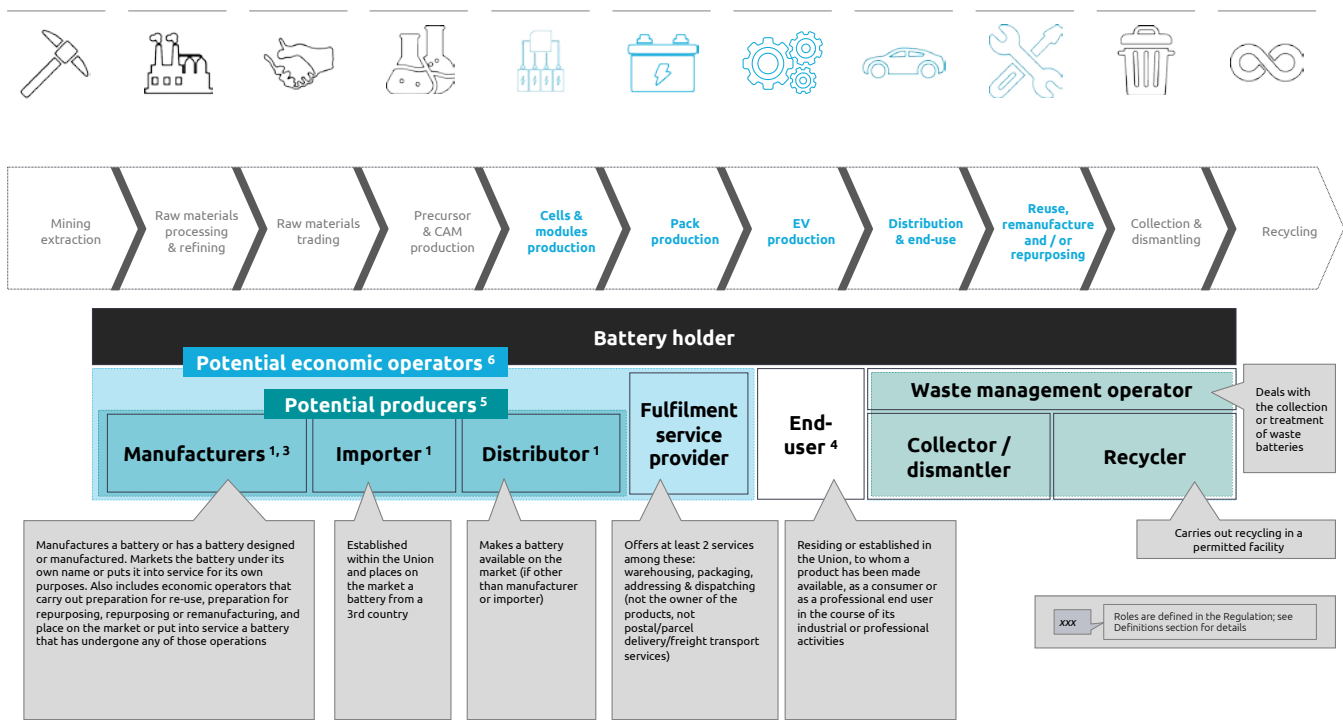 Mining
extraction
Raw materials
processing
& refining
Raw materials
trading
Precursor
& CAM
production
Cells &
modules
production
Pack
production
EV
production
Distribution
& end-use
Reuse,
remanufacture
and / or
repurposing
Collection &
dismantling
Recycling
Battery holder
Potential economic operators 6
Potential producers 5
Manufacturers 1, 3
Importer 1
Distributor 1
Fulfilment
service
provider
End-
user 4
Waste management operator
Collector /
dismantler
Recycler
Deals with
the collection
or treatment
of waste
batteries
Manufactures a battery or has a battery designed
or manufactured. Markets the battery under its
own name or puts it into service for its own
purposes. Also includes economic operators that
carry out preparation for re-use, preparation for
repurposing, repurposing or remanufacturing, and
place on the market or put into service a battery
that has undergone any of those operations
Established
within the Union
and places on
the market a
battery from a
3rd country
Makes a battery
available on the
market (if other
than manufacturer
or importer)
Offers at least 2 services
among these:
warehousing, packaging,
addressing & dispatching
(not the owner of the
products, not
postal/parcel
delivery/freight transport
services)
Residing or established in
the Union, to whom a
product has been made
available, as a consumer or
as a professional end user
in the course of its
industrial or professional
activities
Carries out recycling in a
permitted facility
xxx
Roles are defined in the Regulation; see
Definitions section for details